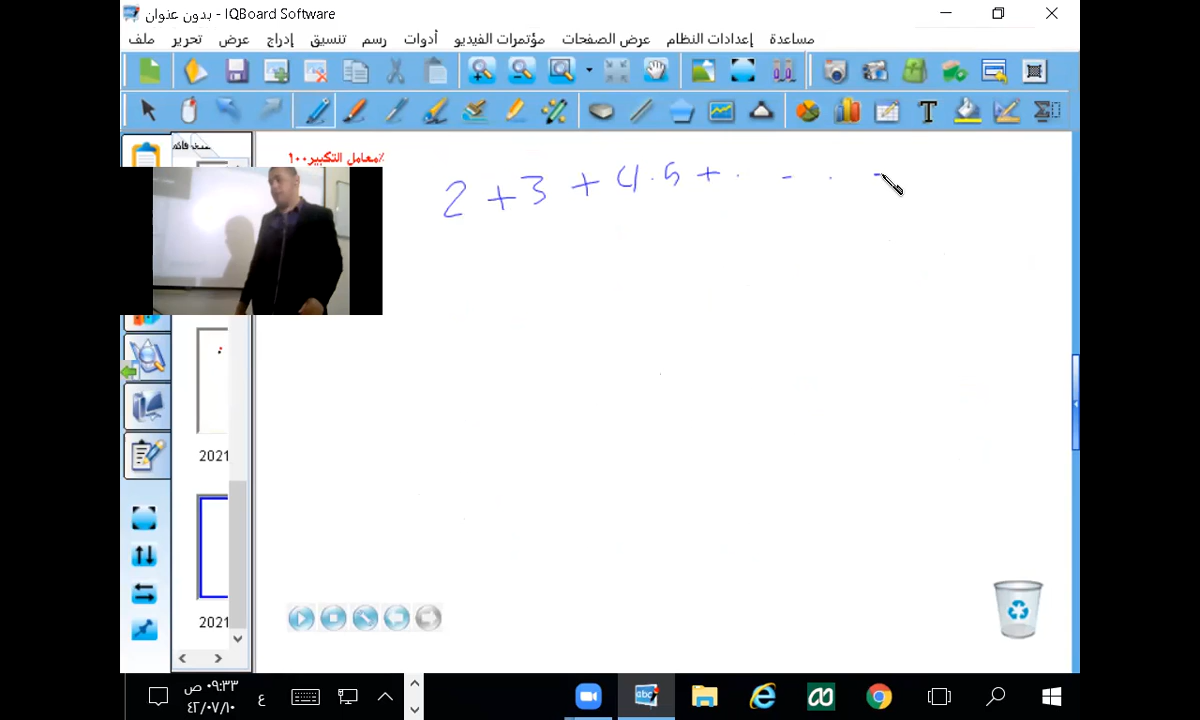 بدون عنوان - IQBoard Software
ملف تحرير عرض إدراج تنسيق رسم أدوات مؤتمرات الفيديو عرض الصفحات إعدادات النظام مساعدة
معامل التكبير١٠٠٪
2 + 3 + 4.5 + . - . -
2021
2021
٠٩:٣٣ ص
ع
٤٢/٠٧/١٠